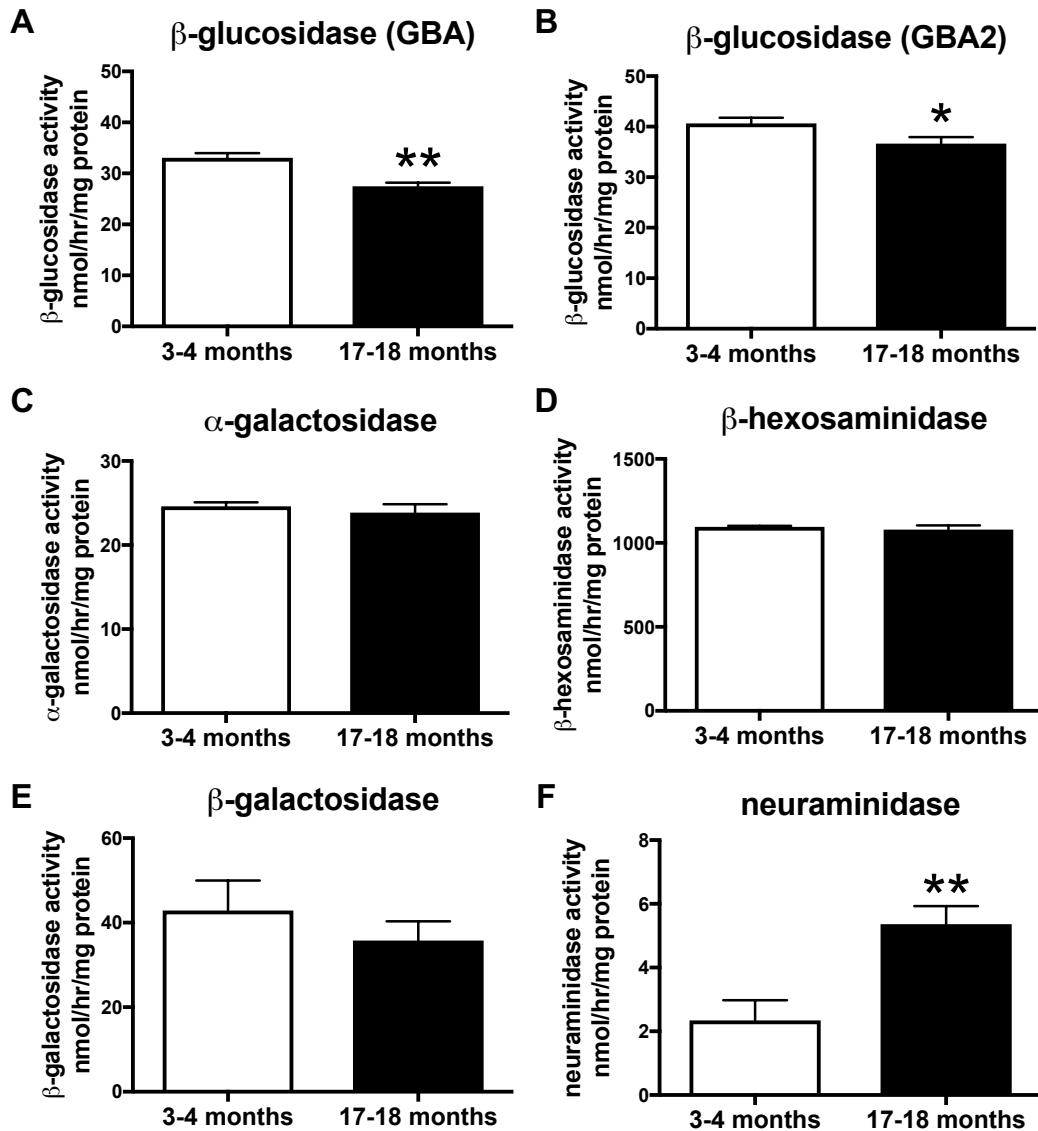 A
β-glucosidase (GBA)
β-glucosidase activity
nmol/hr/mg protein
50
40
30
20
10
0
**
3-4 months
17-18 months
B
β-glucosidase (GBA2)
β-glucosidase activity
nmol/hr/mg protein
50
40
30
20
10
0
*
3-4 months
17-18 months
C
α-galactosidase
α-galactosidase activity
nmol/hr/mg protein
30
20
10
0
3-4 months
17-18 months
D
β-hexosaminidase
β-hexosaminidase activity
nmol/hr/mg protein
1500
1000
500
0
3-4 months
17-18 months
E
β-galactosidase
β-galactosidase activity
nmol/hr/mg protein
60
40
20
0
3-4 months
17-18 months
F
neuraminidase
neuraminidase activity
nmol/hr/mg protein
8
6
4
2
0
**
3-4 months
17-18 months